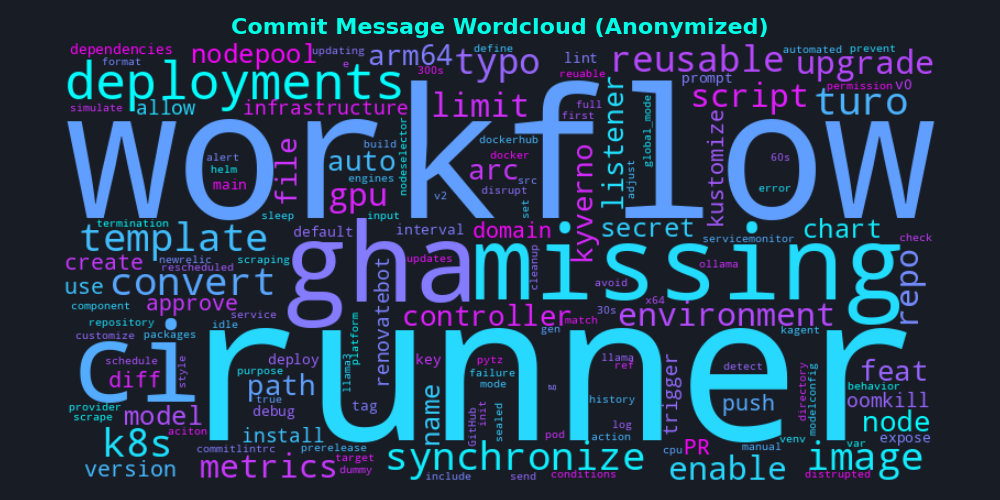 Commit Message Wordcloud (Anonymized)
dependencies nodepool updating arm64 typo define lint reusable automated prevent upgrade
format deployments e 300s reuable prompt permission v0
simulate allow infrastructure limit full first listener global_mode script turo
workflow
alert helm main file build auto engines gpu nodeselector v2 dockerhub docker arc src disrupt kyverno adjust kustomize 60s error
termination sleep input set
template default interval domain secret servicemonitor chart check
create newrelic rescheduled scraping gha updates missing cleanup ollama repo
use convert renovatebot avoid
component approve service 30s x64
repository customize packages idle platform controller match gen environment kagent
ci runner
schedule style diff purpose deploy llama3 key pytz llama ref detect directory modelconfig feat
provider scrape path true failure mode sa history trigger push behavior oomkill
model debug tag name GitHub init sealed log action venv var node expose
aciton k8s commitlintrc install prerelease pod cpu PR manual
version metrics target dummy synchronize enable image
include send conditions distrupted